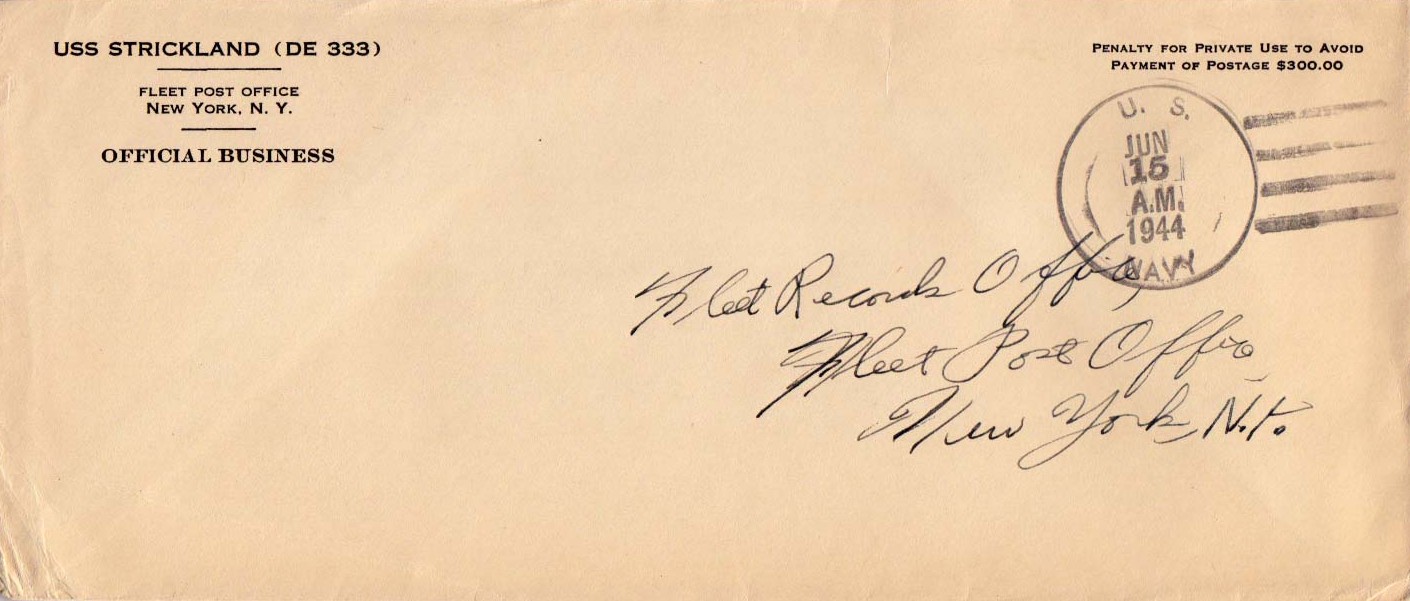 USS STRICKLAND (DE 333)
FLEET POST OFFICE
NEW YORK, N. Y.
OFFICIAL BUSINESS
PENALTY FOR PRIVATE USE TO AVOID
PAYMENT OF POSTAGE $300.00
U. S.
JUN
15
A.M.
1944
NAVY
Fleet Records Office,
Fleet Post Office
New York, N.Y.